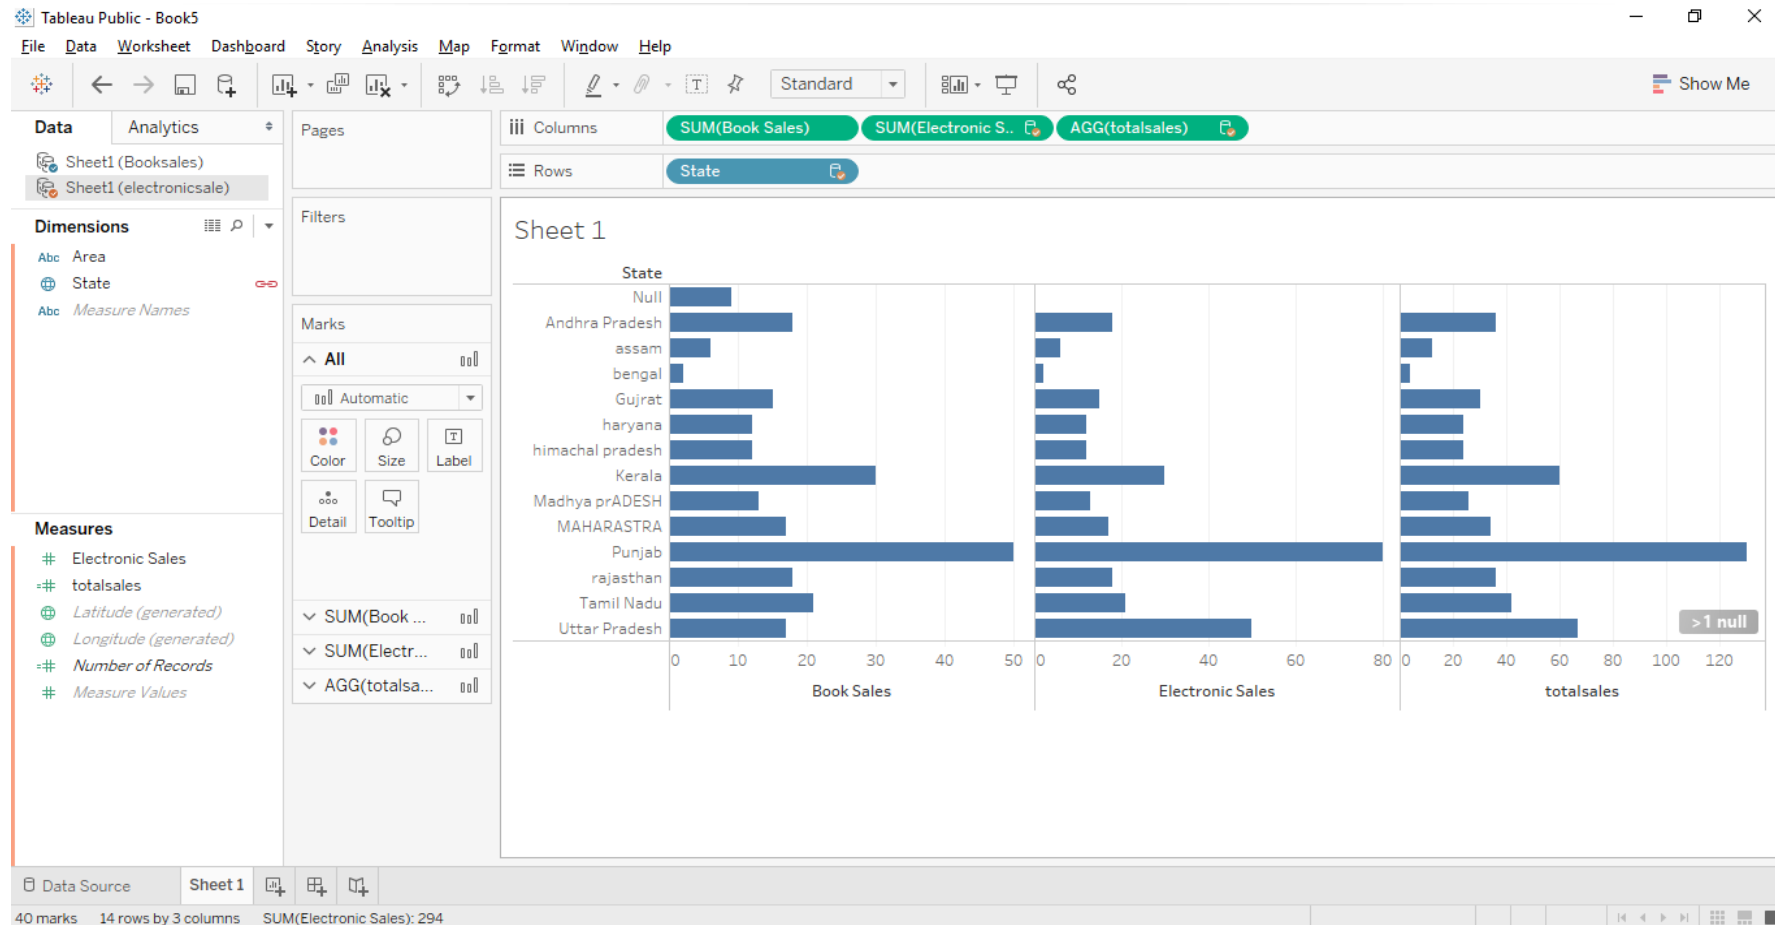 Tableau Public - Book5
File Data Worksheet Dashboard Story Analysis Map Format Window Help
Standard
Show Me
Data Analytics
Sheet1 (Booksales)
Sheet1 (electronicsale)
Dimensions
Abc Area
State
Abc Measure Names
Measures
Electronic Sales
totalsales
Latitude (generated)
Longitude (generated)
Number of Records
Measure Values
Pages
Filters
Marks
All
Automatic
Color Size Label
Detail Tooltip
SUM(Book ...
SUM(Electr...
AGG(totalsa...
Columns SUM(Book Sales) SUM(Electronic S.. AGG(totalsales)
Rows State
Sheet 1
State
Null
Andhra Pradesh
assam
bengal
Gujrat
haryana
himachal pradesh
Kerala
Madhya prADESH
MAHARASTRA
Punjab
rajasthan
Tamil Nadu
Uttar Pradesh
>1 null
0 10 20 30 40 50 0 20 40 60 80 0 20 40 60 80 100 120
Book Sales Electronic Sales totalsales
Data Source Sheet 1
40 marks 14 rows by 3 columns SUM(Electronic Sales): 294